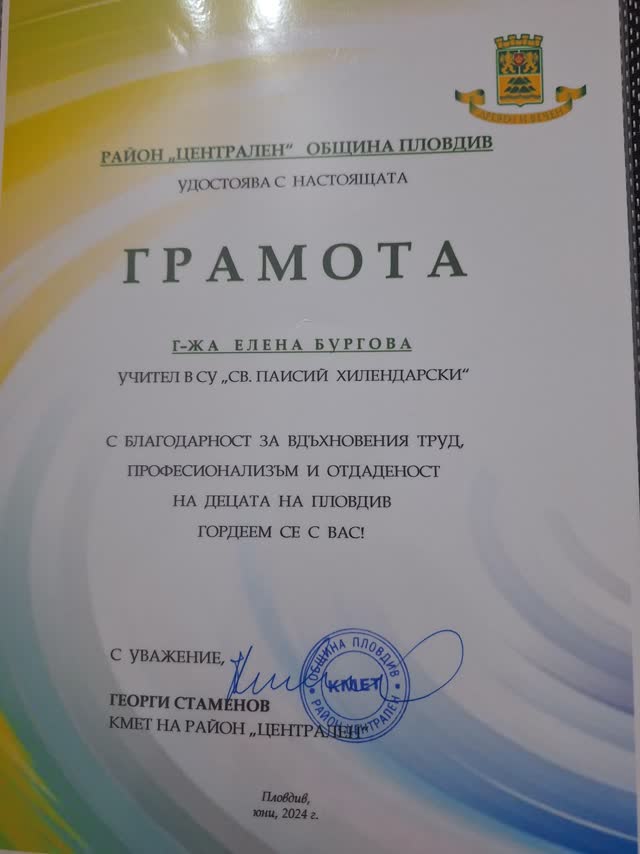 ДРЕВЕН И ВЕЧЕН
РАЙОН „ЦЕНТРАЛЕН“ ОБЩИНА ПЛОВДИВ
УДОСТОЯВА С НАСТОЯЩАТА
ГРАМОТА
Г-ЖА ЕЛЕНА БУРГОВА
УЧИТЕЛ В СУ „СВ. ПАИСИЙ ХИЛЕНДАРСКИ“
С БЛАГОДАРНОСТ ЗА ВДЪХНОВЕНИЯ ТРУД,
ПРОФЕСИОНАЛИЗЪМ И ОТДАДЕНОСТ
НА ДЕЦАТА НА ПЛОВДИВ
ГОРДЕЕМ СЕ С ВАС!
С УВАЖЕНИЕ,
ОБЩИНА ПЛОВДИВ
КМЕТ
РАЙОН ЦЕНТРАЛЕН
ГЕОРГИ СТАМЕНОВ
КМЕТ НА РАЙОН „ЦЕНТРАЛЕН“
Пловдив,
юни, 2024 г.